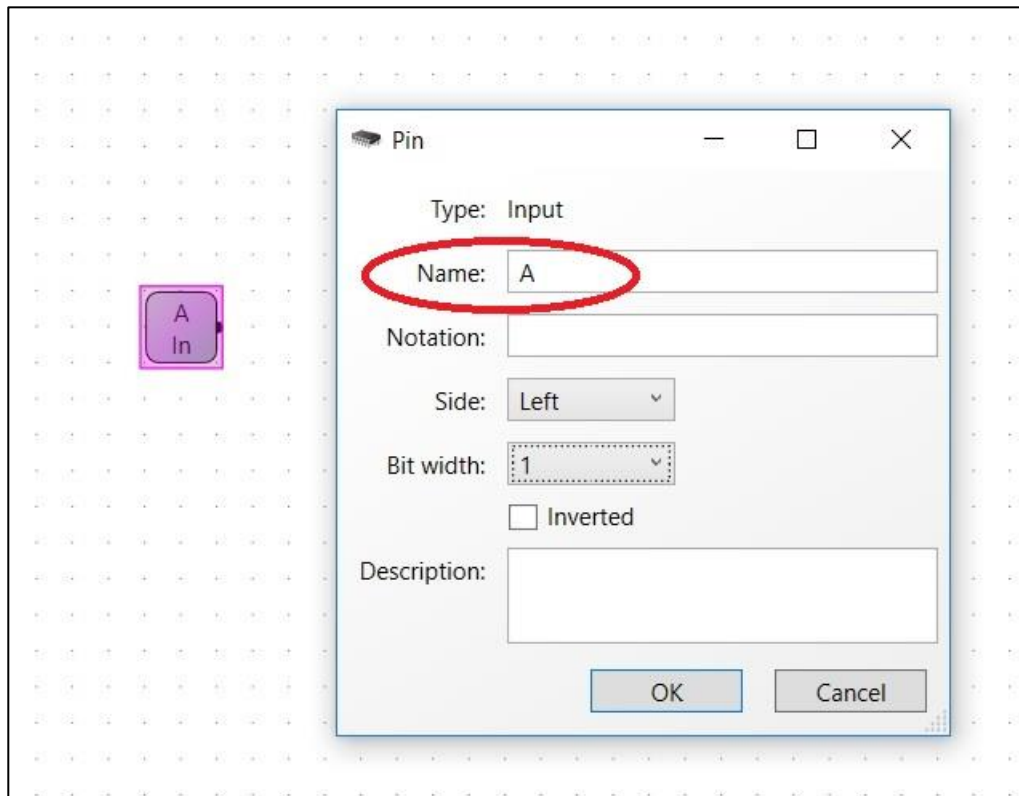 Pin
Type: Input
Name: A
A
In
Notation:
Side: Left
Bit width: 1
Inverted
Description:
OK Cancel